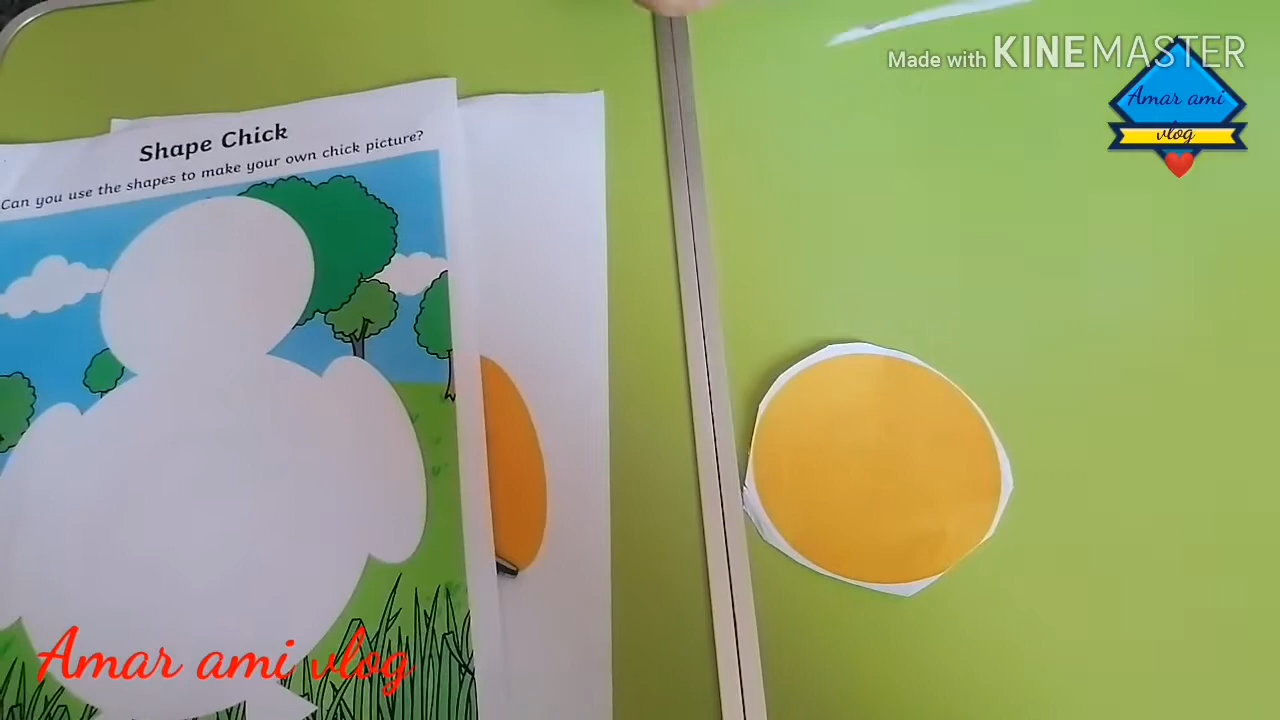 Made with KINEMASTER
Amar ami
vlog
Shape Chick
Can you use the shapes to make your own chick picture?
Amar ami vlog